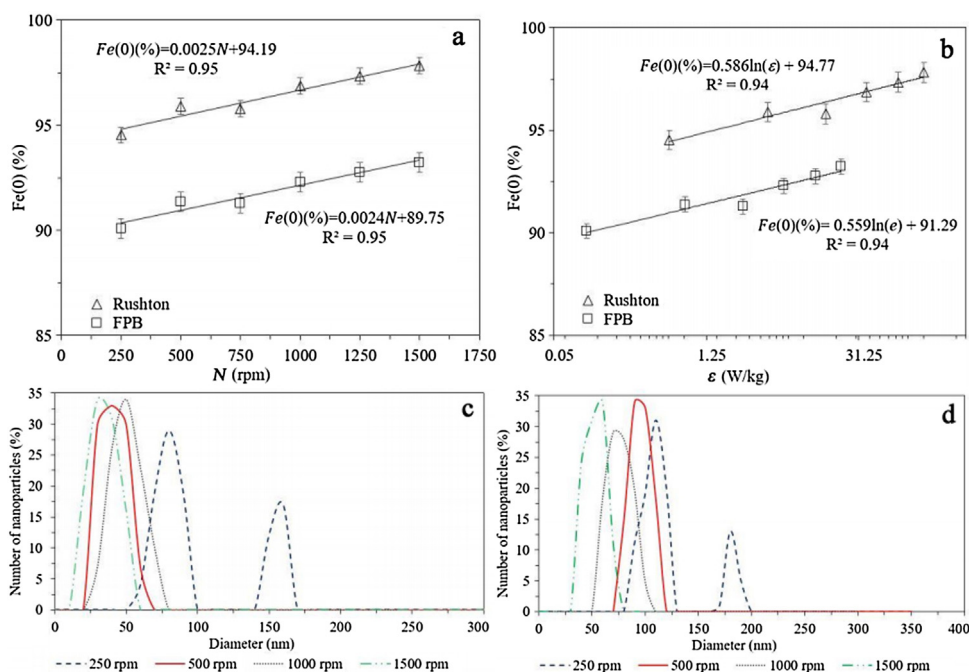 100
95
90
85
Fe(0) (%)
a
Fe(0)(%)=0.0025N+94.19
R² = 0.95
Fe(0)(%)=0.0024N+89.75
R² = 0.95
Rushton
FPB
0 250 500 750 1000 1250 1500 1750
N (rpm)
100
95
90
85
Fe(0) (%)
b
Fe(0)(%)=0.586ln(ε) + 94.77
R² = 0.94
Fe(0)(%)= 0.559ln(e) + 91.29
R² = 0.94
Rushton
FPB
0.05 1.25 31.25
ε (W/kg)
35
30
25
20
15
10
5
0
Number of nanoparticles (%)
c
0 50 100 150 200 250 300
Diameter (nm)
250 rpm 500 rpm 1000 rpm 1500 rpm
35
30
25
20
15
10
5
0
Number of nanoparticles (%)
d
0 50 100 150 200 250 300 350 400
Diameter (nm)
250 rpm 500 rpm 1000 rpm 1500 rpm